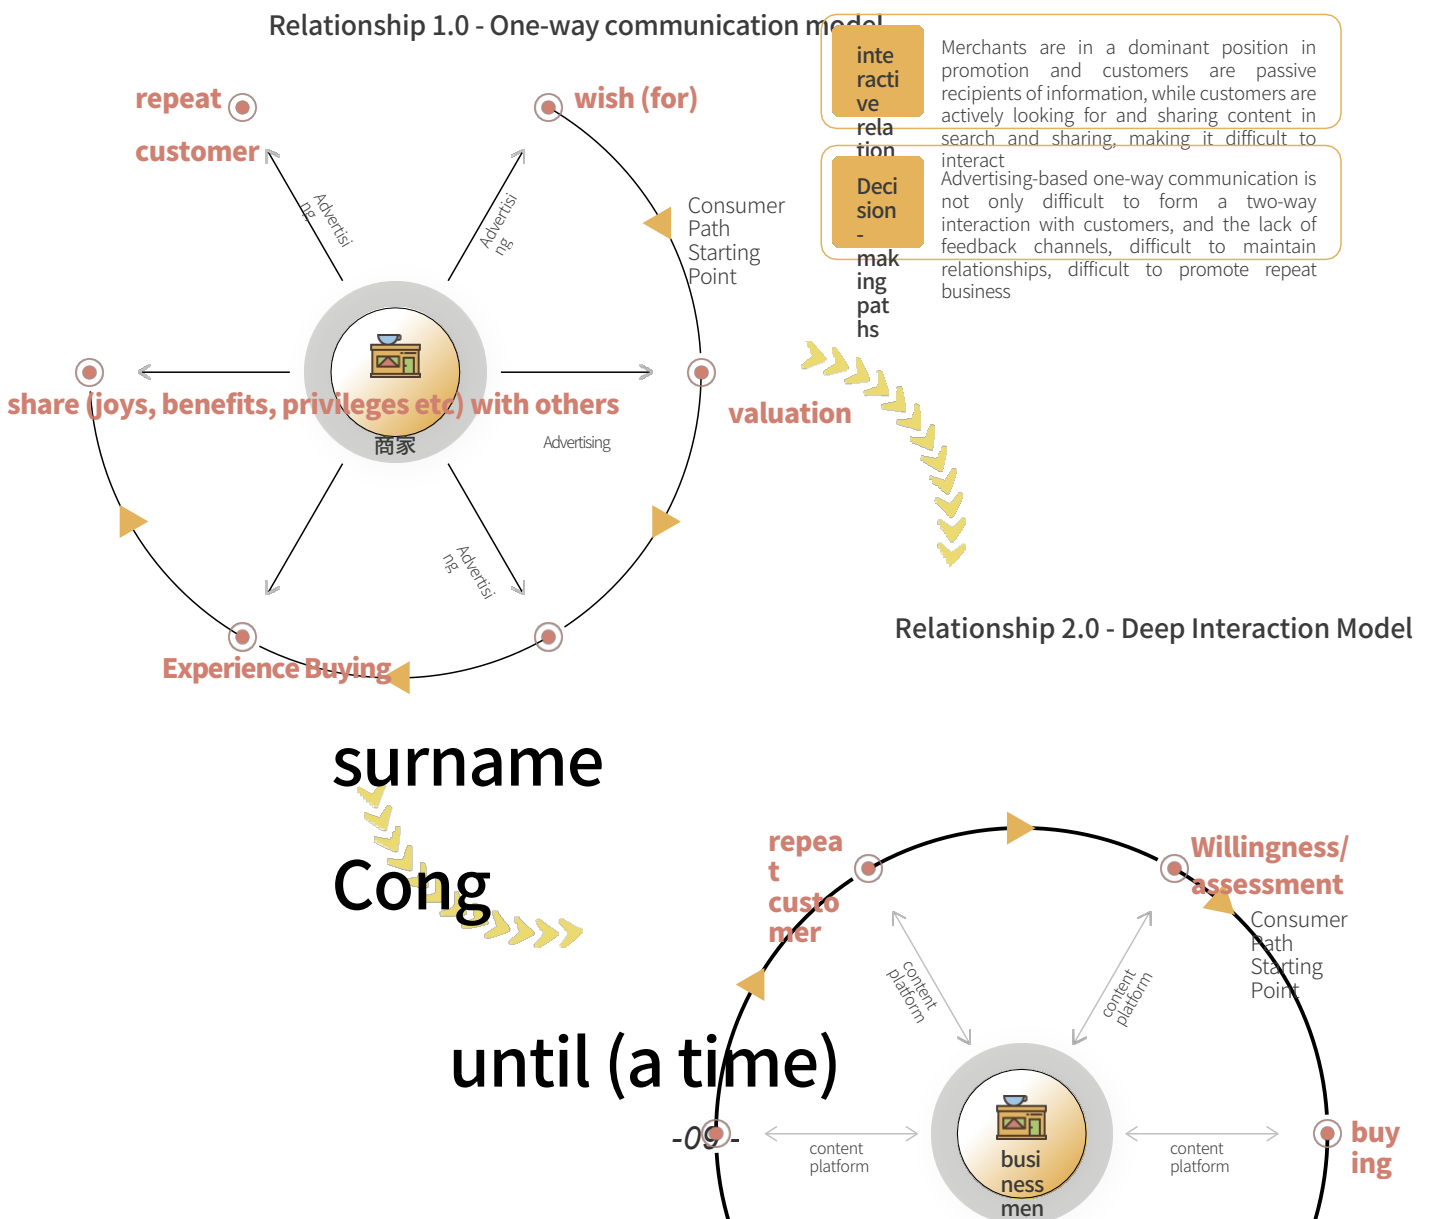 Relationship 1.0 - One-way communication model
inte
racti
ve
rela
tion
Merchants are in a dominant position in
promotion and customers are passive
recipients of information, while customers are
actively looking for and sharing content in
search and sharing, making it difficult to
interact
Deci
sion
-
mak
ing
pat
hs
Advertising-based one-way communication is
not only difficult to form a two-way
interaction with customers, and the lack of
feedback channels, difficult to maintain
relationships, difficult to promote repeat
business
repeat
customer
wish (for)
Advertisi
ng
Advertisi
ng
Consumer
Path
Starting
Point
share (joys, benefits, privileges etc) with others
valuation
商家
Advertising
Advertisi
ng
Experience Buying
Relationship 2.0 - Deep Interaction Model
surname
Cong
until (a time)
-09 -
repea
t
custo
mer
Willingness/
assessment
Consumer
Path
Starting
Point
content
platform
content
platform
content
platform
busi
ness
men
content
platform
buy
ing